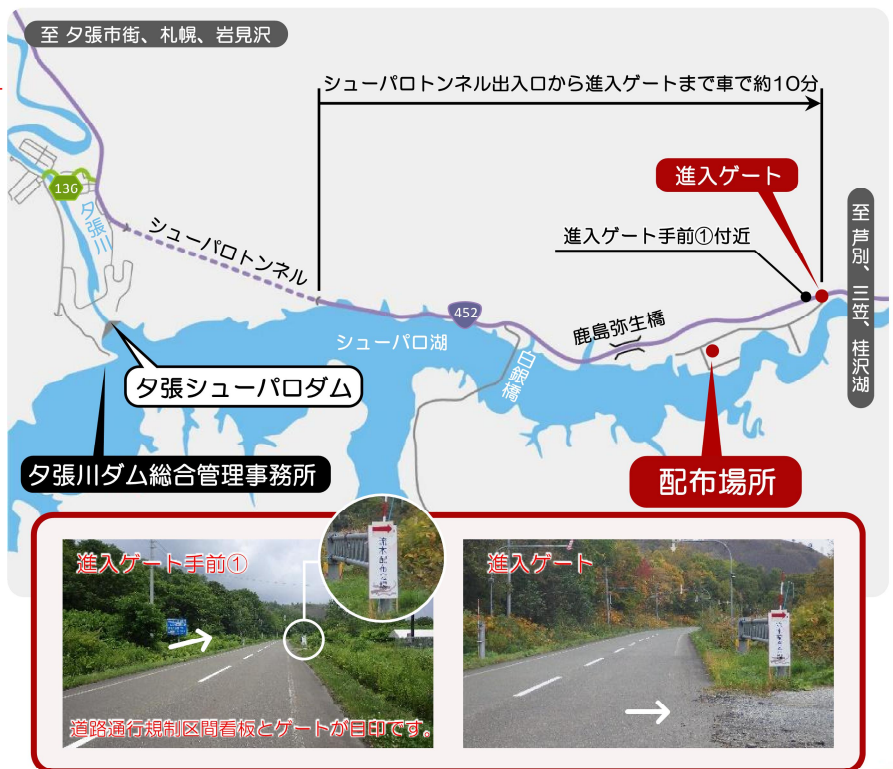 至 夕張市街、札幌、岩見沢
シューパロトンネル出入口から進入ゲートまで車で約10分
進入ゲート
136
夕張川
シューパロトンネル
進入ゲート手前①付近
至 芦別、三笠、桂沢湖
452
シューパロ湖
鹿島弥生橋
白銀橋
夕張シューパロダム
夕張川ダム総合管理事務所
配布場所
進入ゲート手前①
流木配布会場
道路通行規制区間看板とゲートが目印です。
進入ゲート